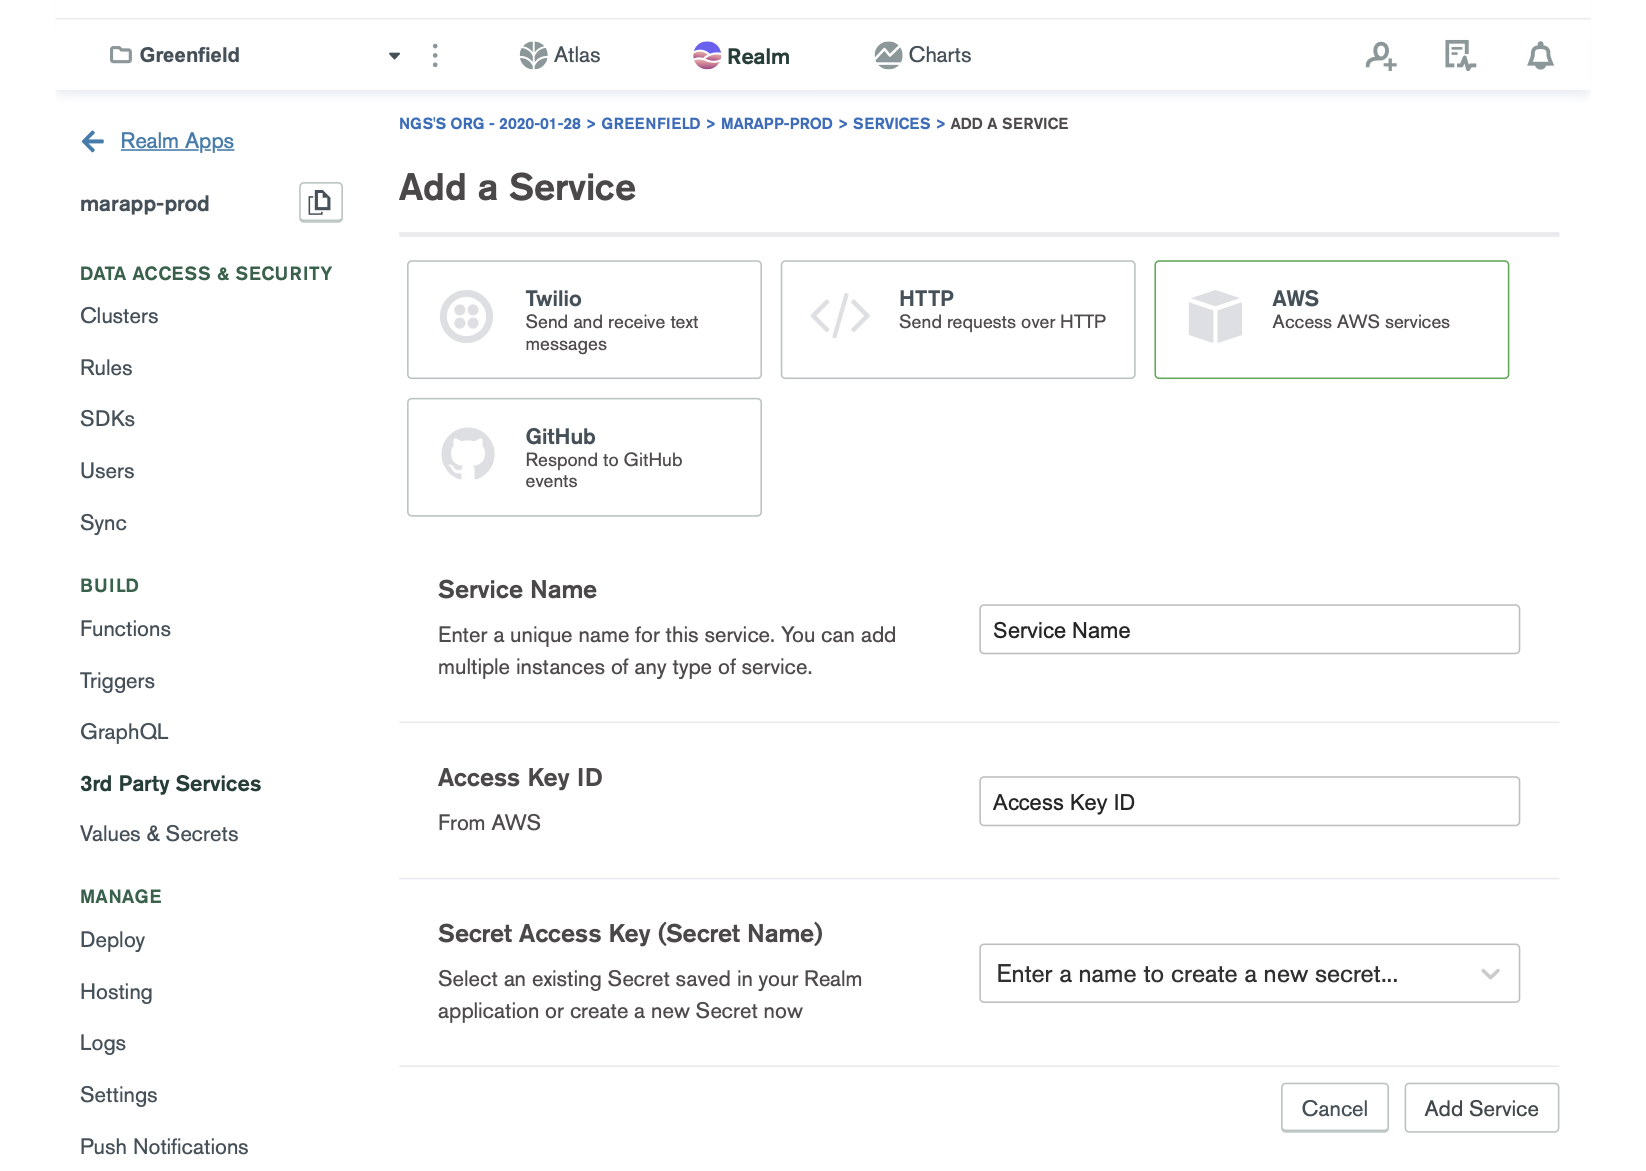 Greenfield
Atlas
Realm
Charts
NGS'S ORG - 2020-01-28 > GREENFIELD > MARAPP-PROD > SERVICES > ADD A SERVICE
Realm Apps
marapp-prod
DATA ACCESS & SECURITY
Clusters
Rules
SDKs
Users
Sync
BUILD
Functions
Triggers
GraphQL
3rd Party Services
Values & Secrets
MANAGE
Deploy
Hosting
Logs
Settings
Push Notifications
Add a Service
Twilio
Send and receive text
messages
HTTP
Send requests over HTTP
AWS
Access AWS services
GitHub
Respond to GitHub
events
Service Name
Enter a unique name for this service. You can add
multiple instances of any type of service.
Service Name
Access Key ID
From AWS
Access Key ID
Secret Access Key (Secret Name)
Select an existing Secret saved in your Realm
application or create a new Secret now
Enter a name to create a new secret...
Cancel
Add Service